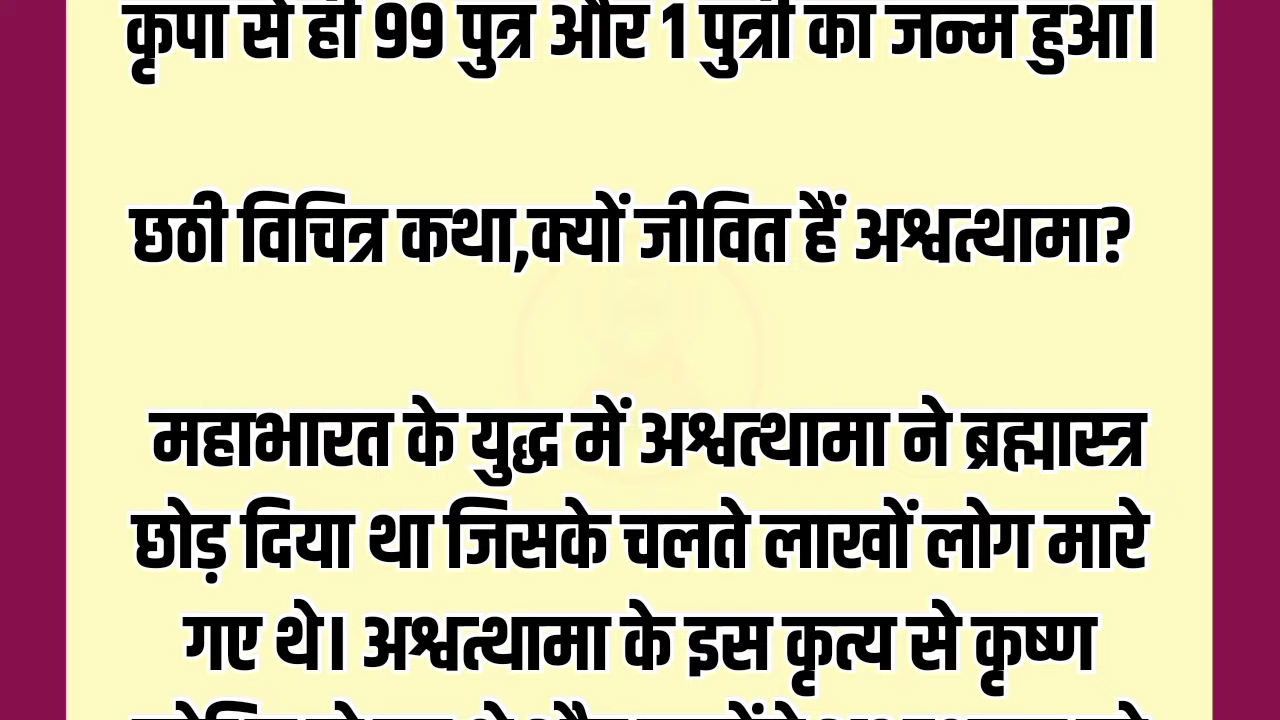 कृपा से ही 99 पुत्र और 1 पुत्री का जन्म हुआ।
छठी विचित्र कथा,क्यों जीवित हैं अश्वत्थामा?
महाभारत के युद्ध में अश्वत्थामा ने ब्रह्मास्त्र
छोड़ दिया था जिसके चलते लाखों लोग मारे
गए थे। अश्वत्थामा के इस कृत्य से कृष्ण